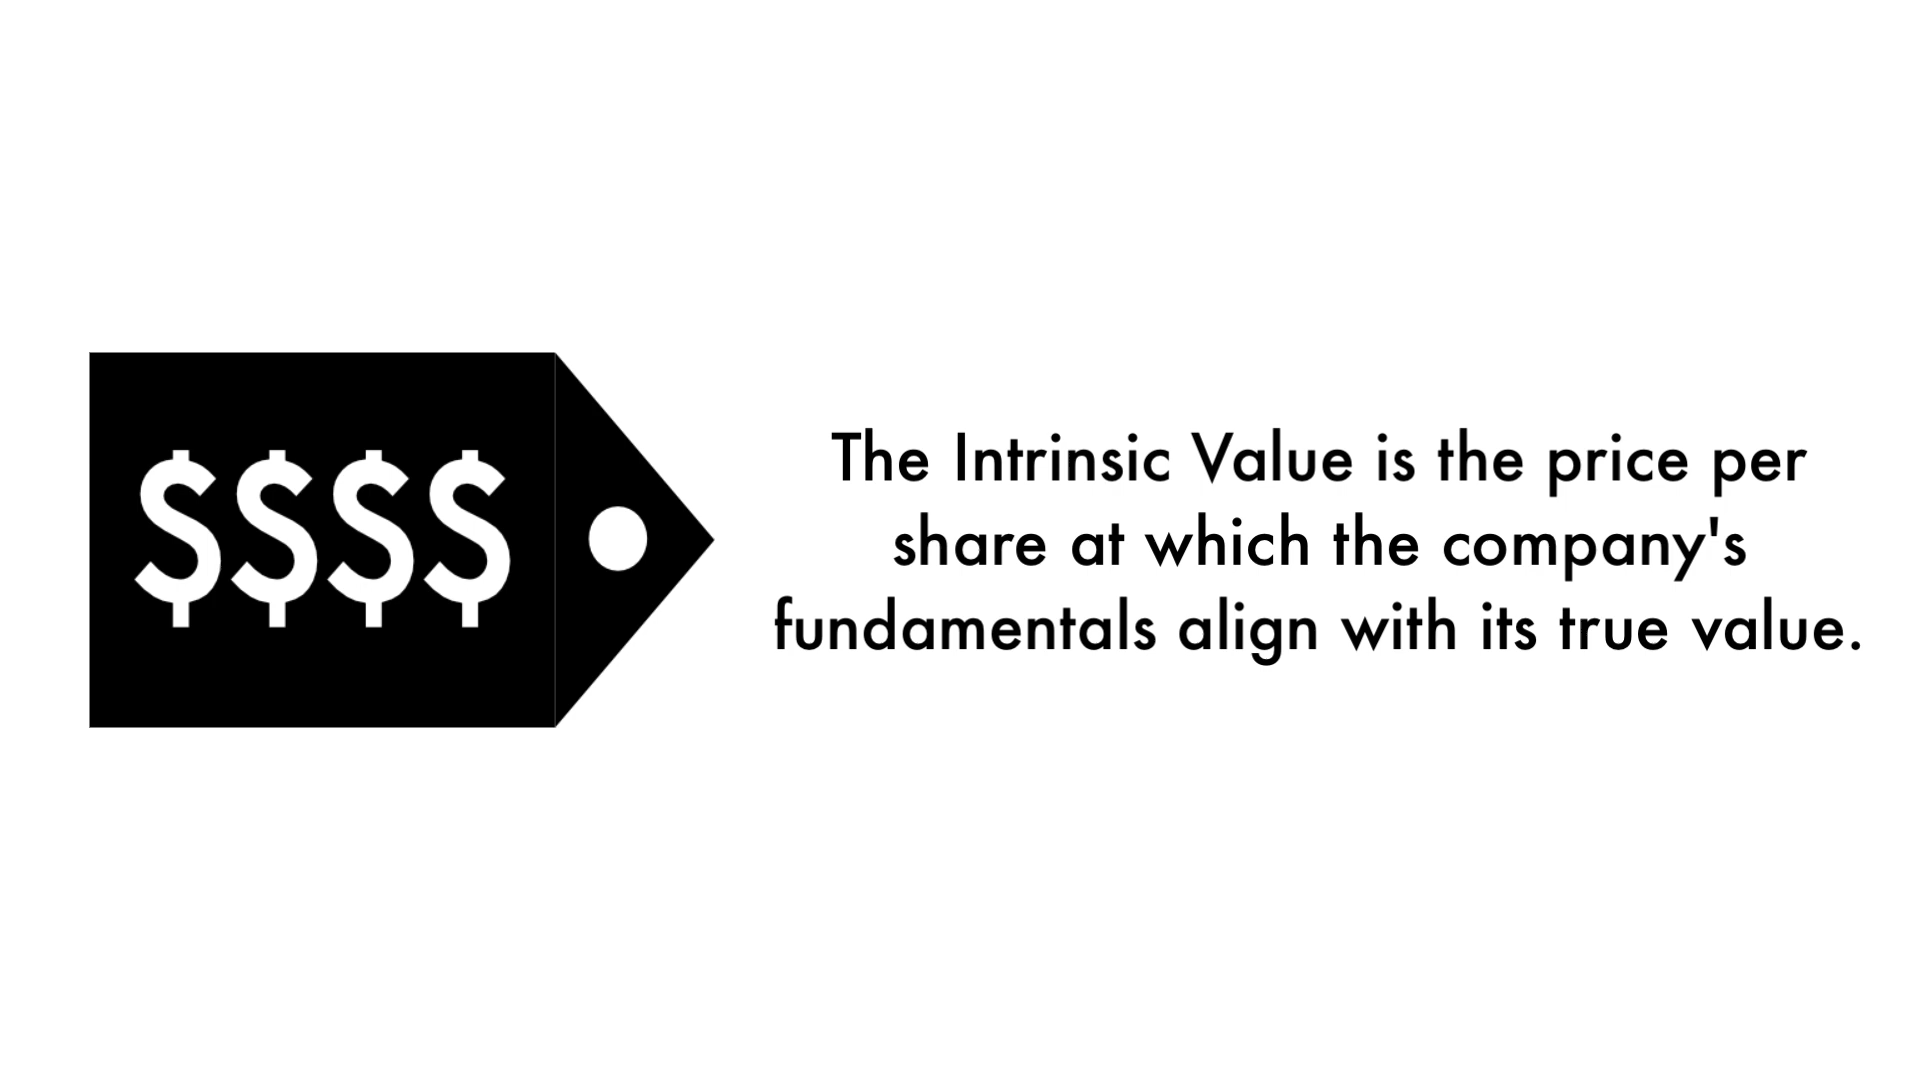 $$$$
The Intrinsic Value is the price per
share at which the company's
fundamentals align with its true value.